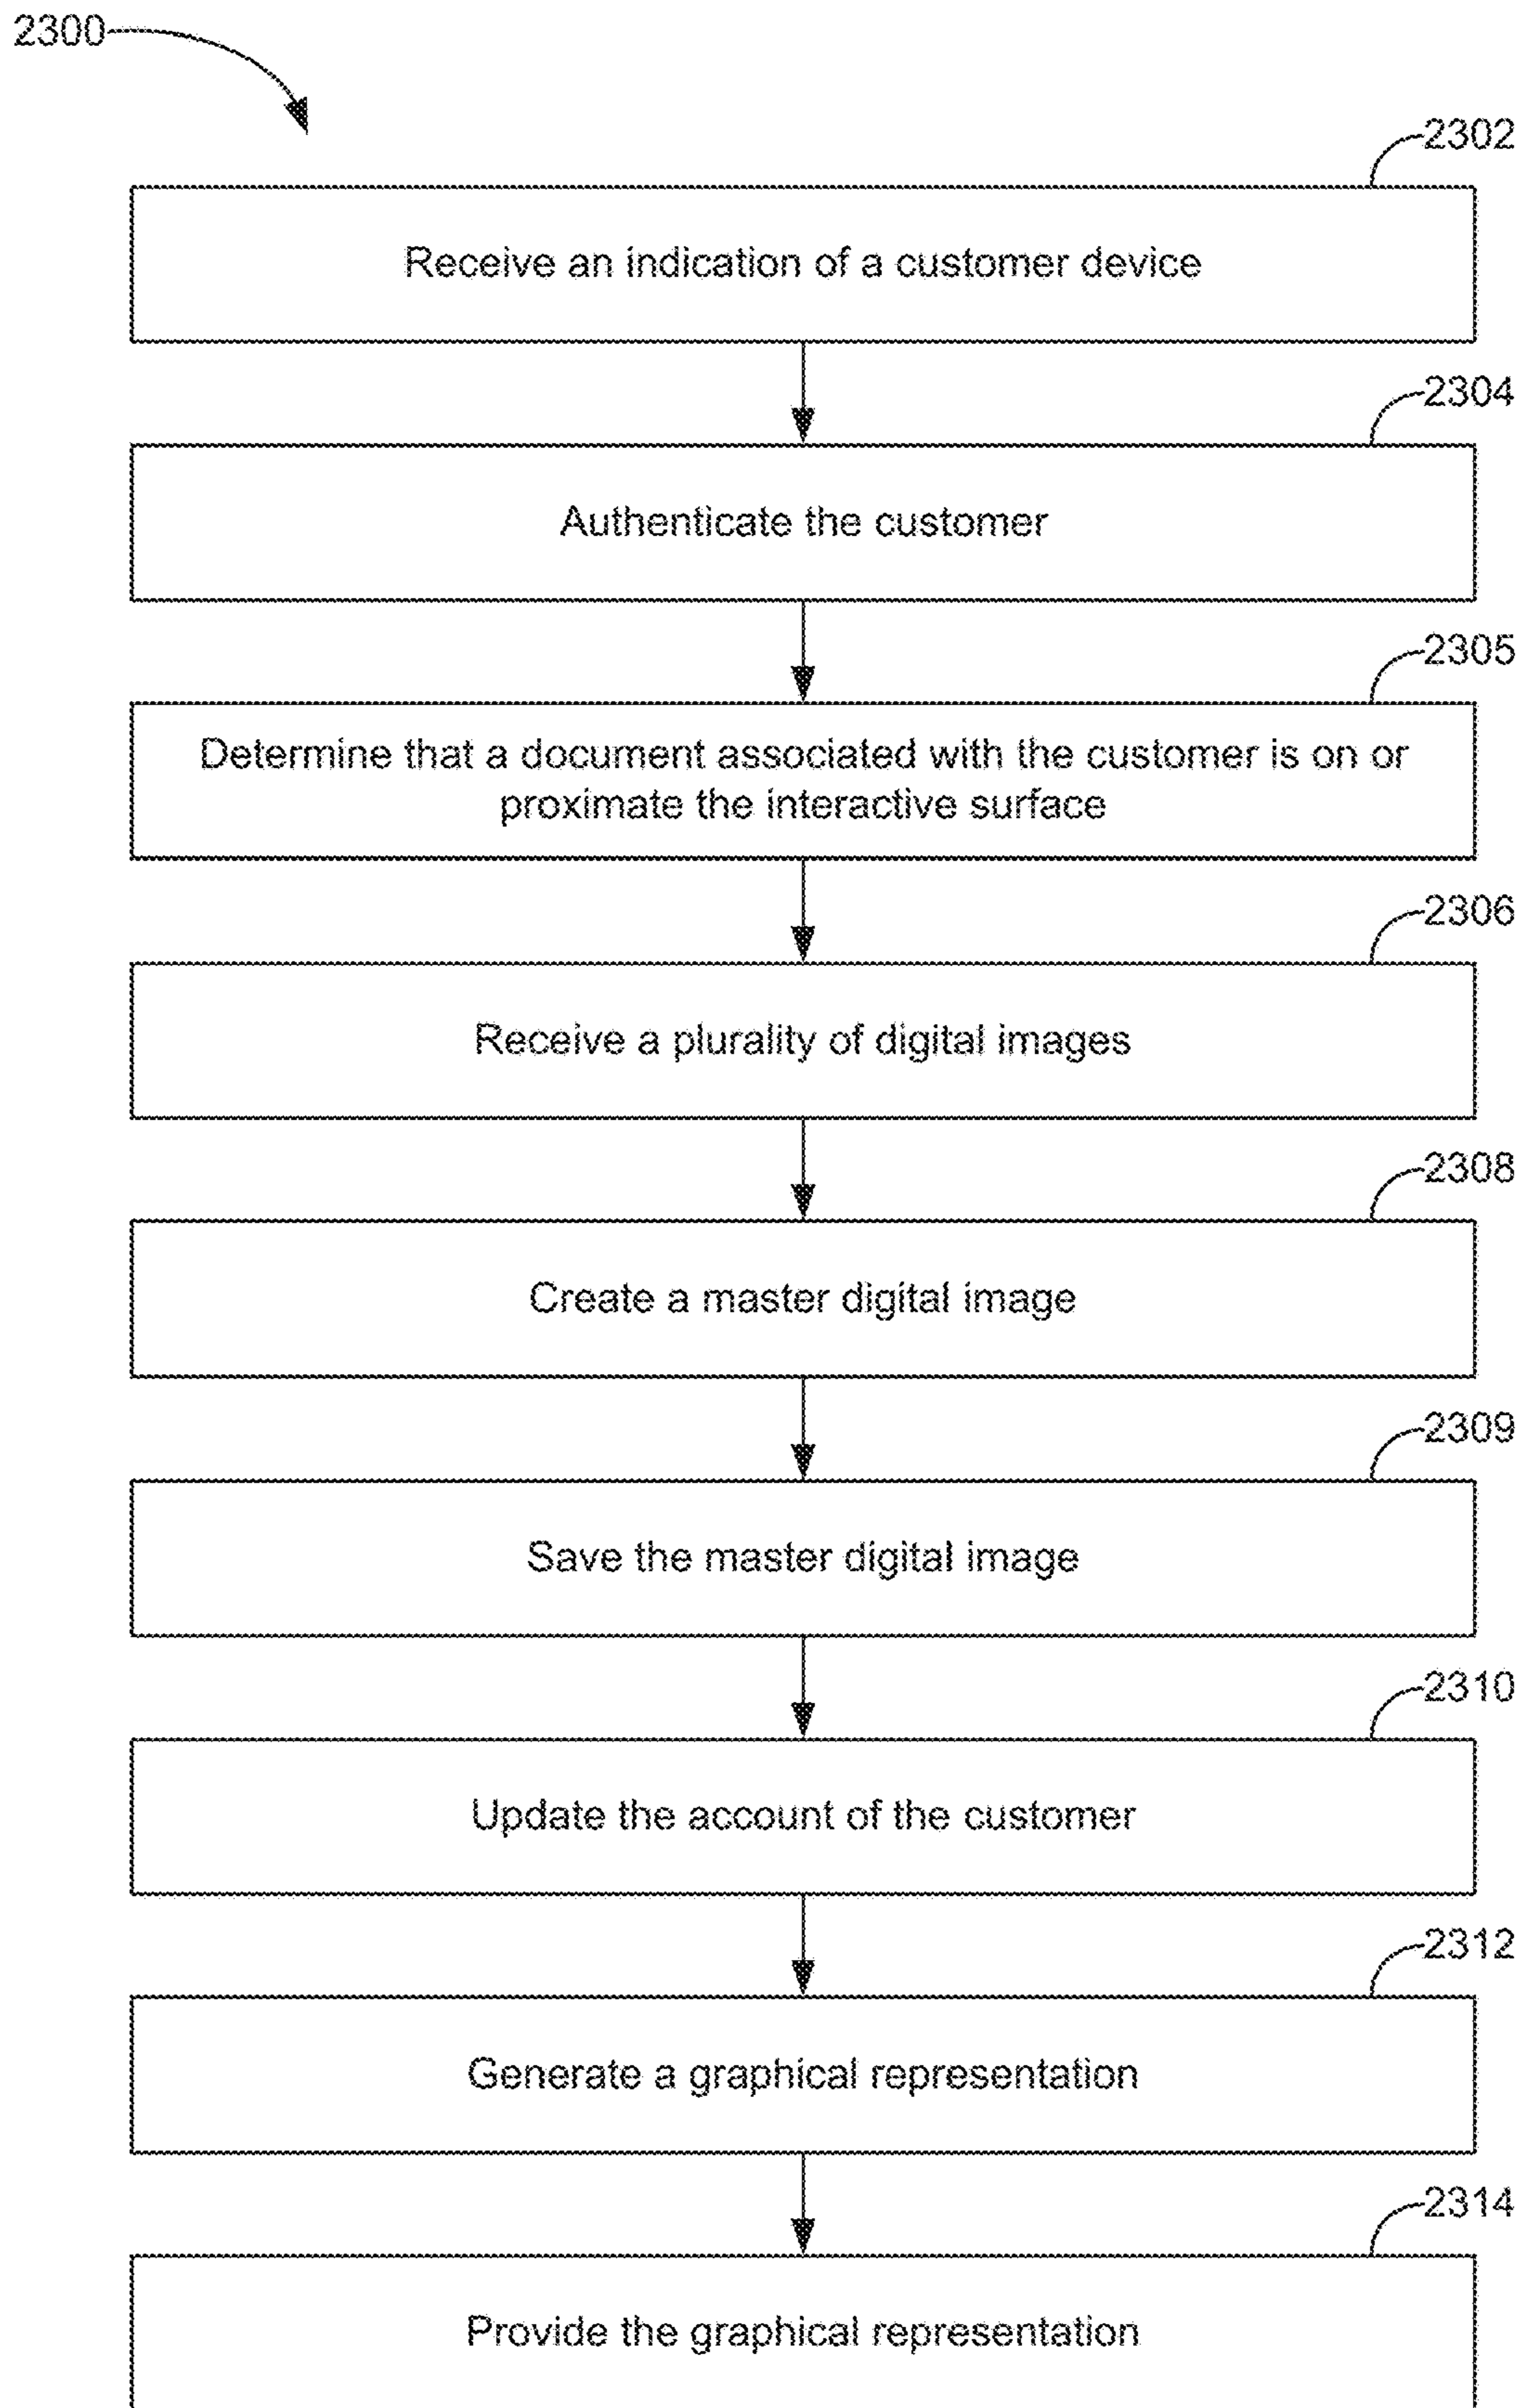 2300
2302
Receive an indication of a customer device
2304
Authenticate the customer
2305
Determine that a document associated with the customer is on or
proximate the interactive surface
2306
Receive a plurality of digital images
2308
Create a master digital image
2309
Save the master digital image
2310
Update the account of the customer
2312
Generate a graphical representation
2314
Provide the graphical representation